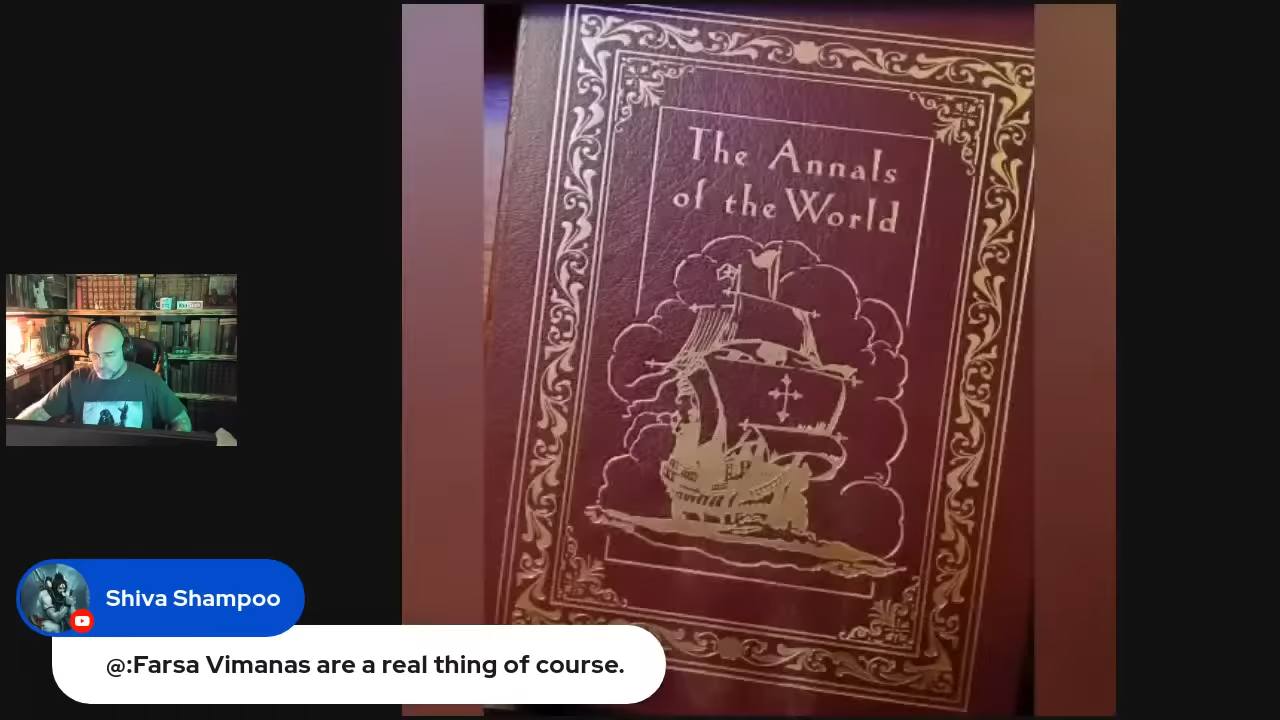 The Annals
of the World
Shiva Shampoo
@:Farsa Vimanas are a real thing of course.